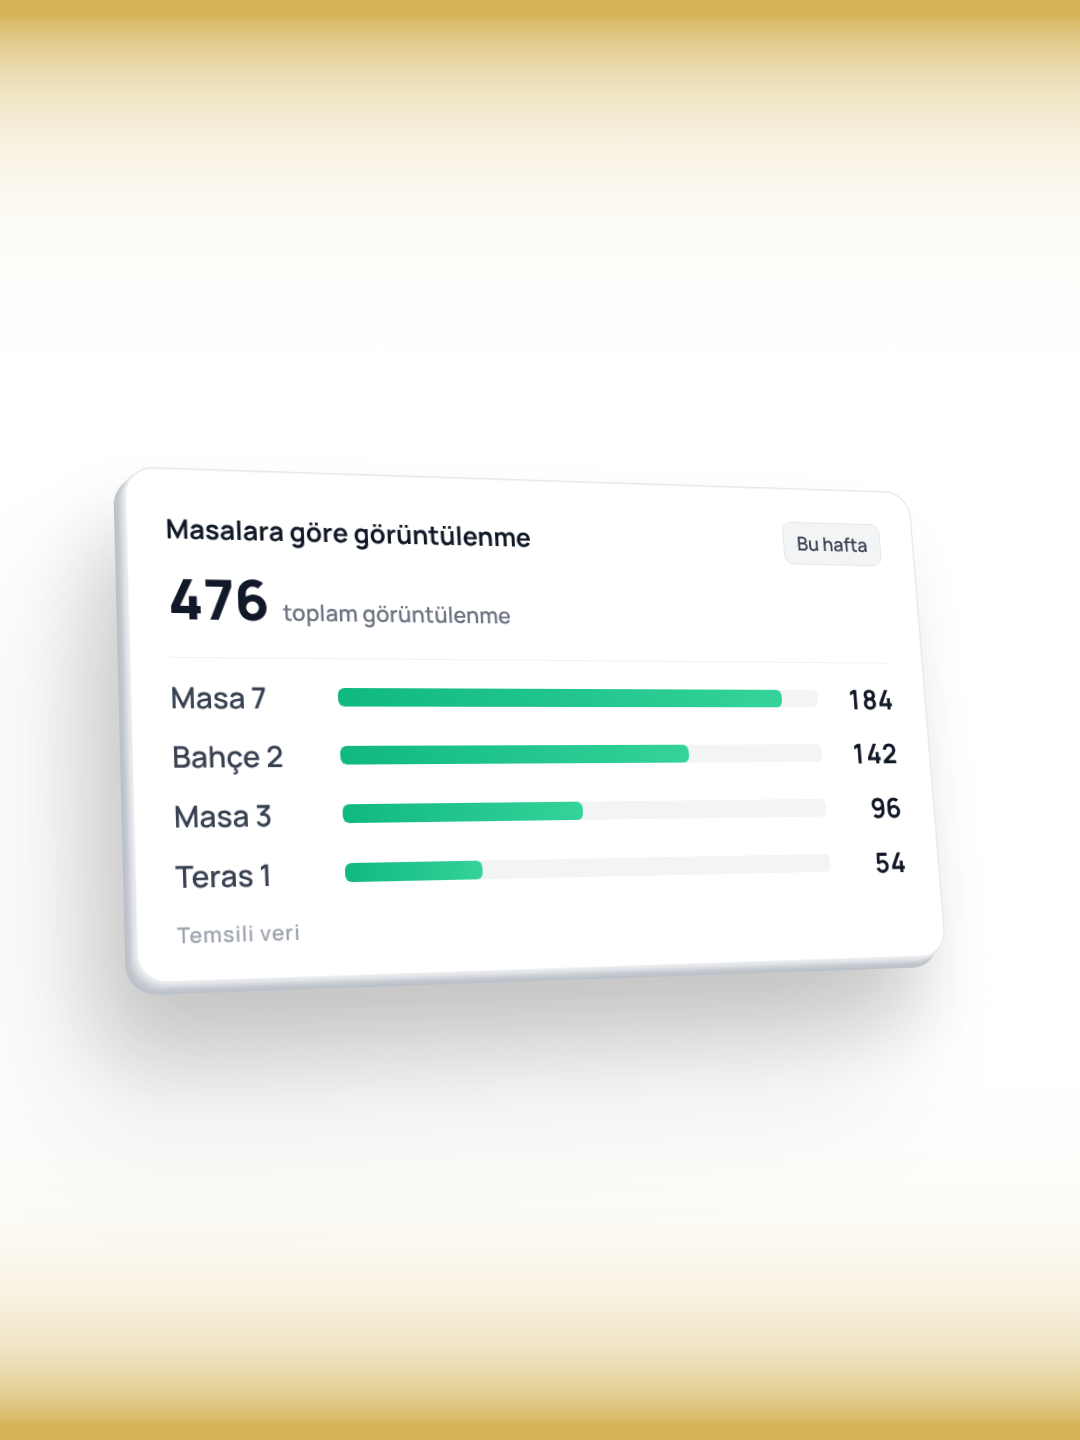 Masalara göre görüntülenme
Bu hafta
476 toplam görüntülenme
Masa 7 184
Bahçe 2 142
Masa 3 96
Teras 1 54
Temsili veri